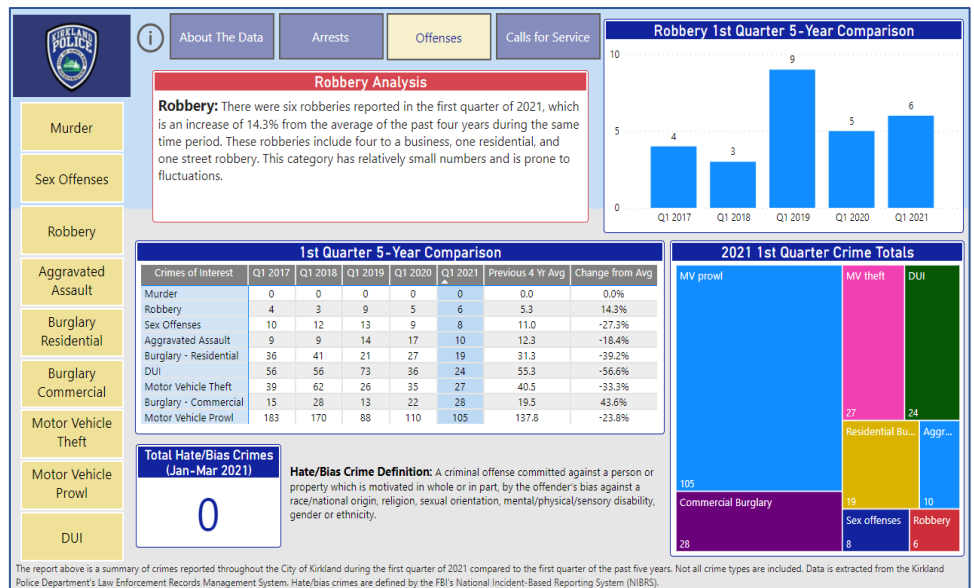 KIRKLAND
POLICE
i
About The Data
Arrests
Offenses
Calls for Service
Murder
Sex Offenses
Robbery
Aggravated
Assault
Burglary
Residential
Burglary
Commercial
Motor Vehicle
Theft
Motor Vehicle
Prowl
DUI
Robbery Analysis
Robbery: There were six robberies reported in the first quarter of 2021, which
is an increase of 14.3% from the average of the past four years during the same
time period. These robberies include four to a business, one residential, and
one street robbery. This category has relatively small numbers and is prone to
fluctuations.
Robbery 1st Quarter 5-Year Comparison
10
5
0
4
3
9
5
6
Q1 2017 Q1 2018 Q1 2019 Q1 2020 Q1 2021
1st Quarter 5-Year Comparison
Crimes of Interest Q1 2017 Q1 2018 Q1 2019 Q1 2020 Q1 2021 Previous 4 Yr Avg Change from Avg
Murder 0 0 0 0 0 0.0 0.0%
Robbery 4 3 9 5 6 5.3 14.3%
Sex Offenses 10 12 13 9 8 11.0 -27.3%
Aggravated Assault 9 9 14 17 10 12.3 -18.4%
Burglary - Residential 36 41 21 27 19 31.3 -39.2%
DUI 56 56 73 36 24 55.3 -56.6%
Motor Vehicle Theft 39 62 26 35 27 40.5 -33.3%
Burglary - Commercial 15 28 13 22 28 19.5 43.6%
Motor Vehicle Prowl 183 170 88 110 105 137.8 -23.8%
2021 1st Quarter Crime Totals
MV prowl
105
MV theft
27
DUI
24
Residential Bu...
19
Aggr...
10
Commercial Burglary
28
Sex offenses
8
Robbery
6
Total Hate/Bias Crimes
(Jan-Mar 2021)
0
Hate/Bias Crime Definition: A criminal offense committed against a person or
property which is motivated in whole or in part, by the offender's bias against a
race/national origin, religion, sexual orientation, mental/physical/sensory disability,
gender or ethnicity.
The report above is a summary of crimes reported throughout the City of Kirkland during the first quarter of 2021 compared to the first quarter of the past five years. Not all crime types are included. Data is extracted from the Kirkland
Police Department's Law Enforcement Records Management System. Hate/bias crimes are defined by the FBI's National Incident-Based Reporting System (NIBRS).